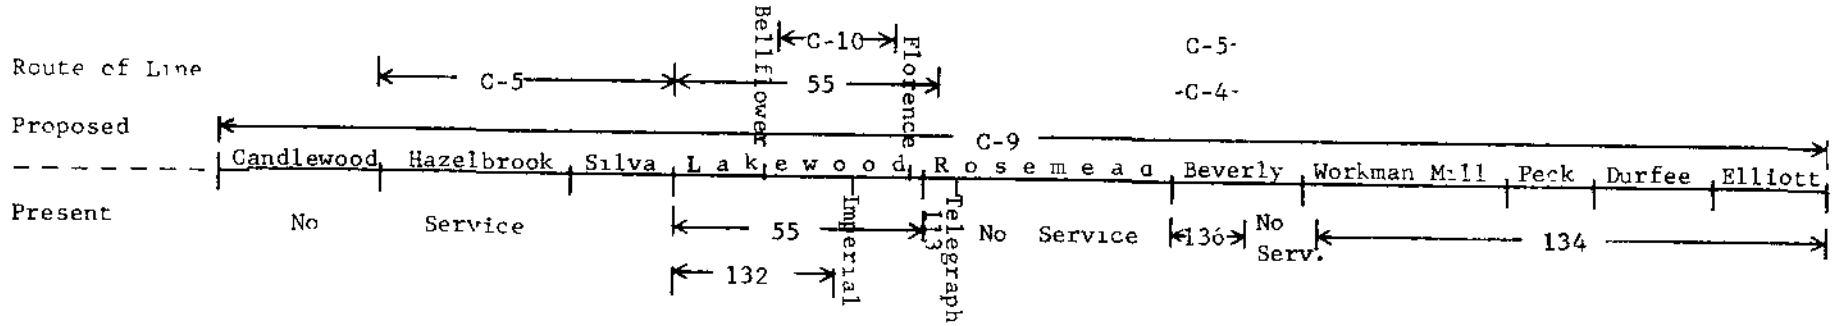 Bellflower
C-10
Florence
C-5-
Route of Line
C-5
55
-C-4-
Proposed
C-9
Candlewood Hazelbrook Silva Lakewood Rosemead Beverly Workman Mill Peck Durfee Elliott
Present
No Service
55
Imperial
113
Telegraph
No Service
136
No
Serv.
134
132